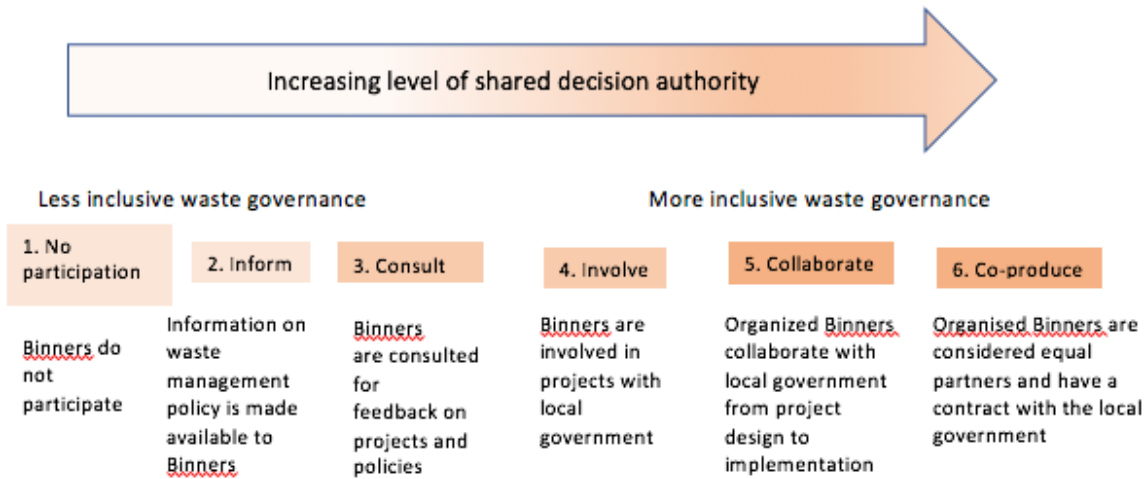 Increasing level of shared decision authority
Less inclusive waste governance
More inclusive waste governance
1. No
participation
2. Inform
3. Consult
4. Involve
5. Collaborate
6. Co-produce
Binners do
not
participate
Information on
waste
management
policy is made
available to
Binners
Binners
are consulted
for
feedback on
projects and
policies
Binners are
involved in
projects with
local
government
Organized Binners
collaborate with
local government
from project
design to
implementation
Organised Binners are
considered equal
partners and have a
contract with the local
government